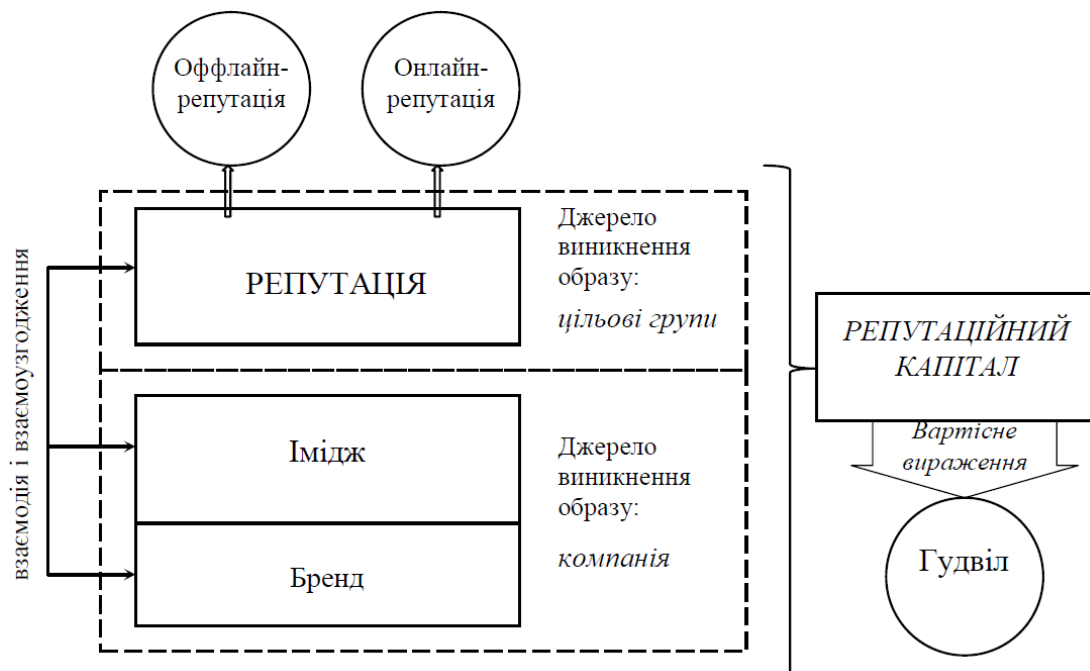 Оффлайн-
репутація
Онлайн-
репутація
взаємодія і взаємоузгодження
РЕПУТАЦІЯ
Джерело
виникнення
образу:
цільові групи
Імідж
Бренд
Джерело
виникнення
образу:
компанія
РЕПУТАЦІЙНИЙ
КАПІТАЛ
Вартісне
вираження
Гудвіл